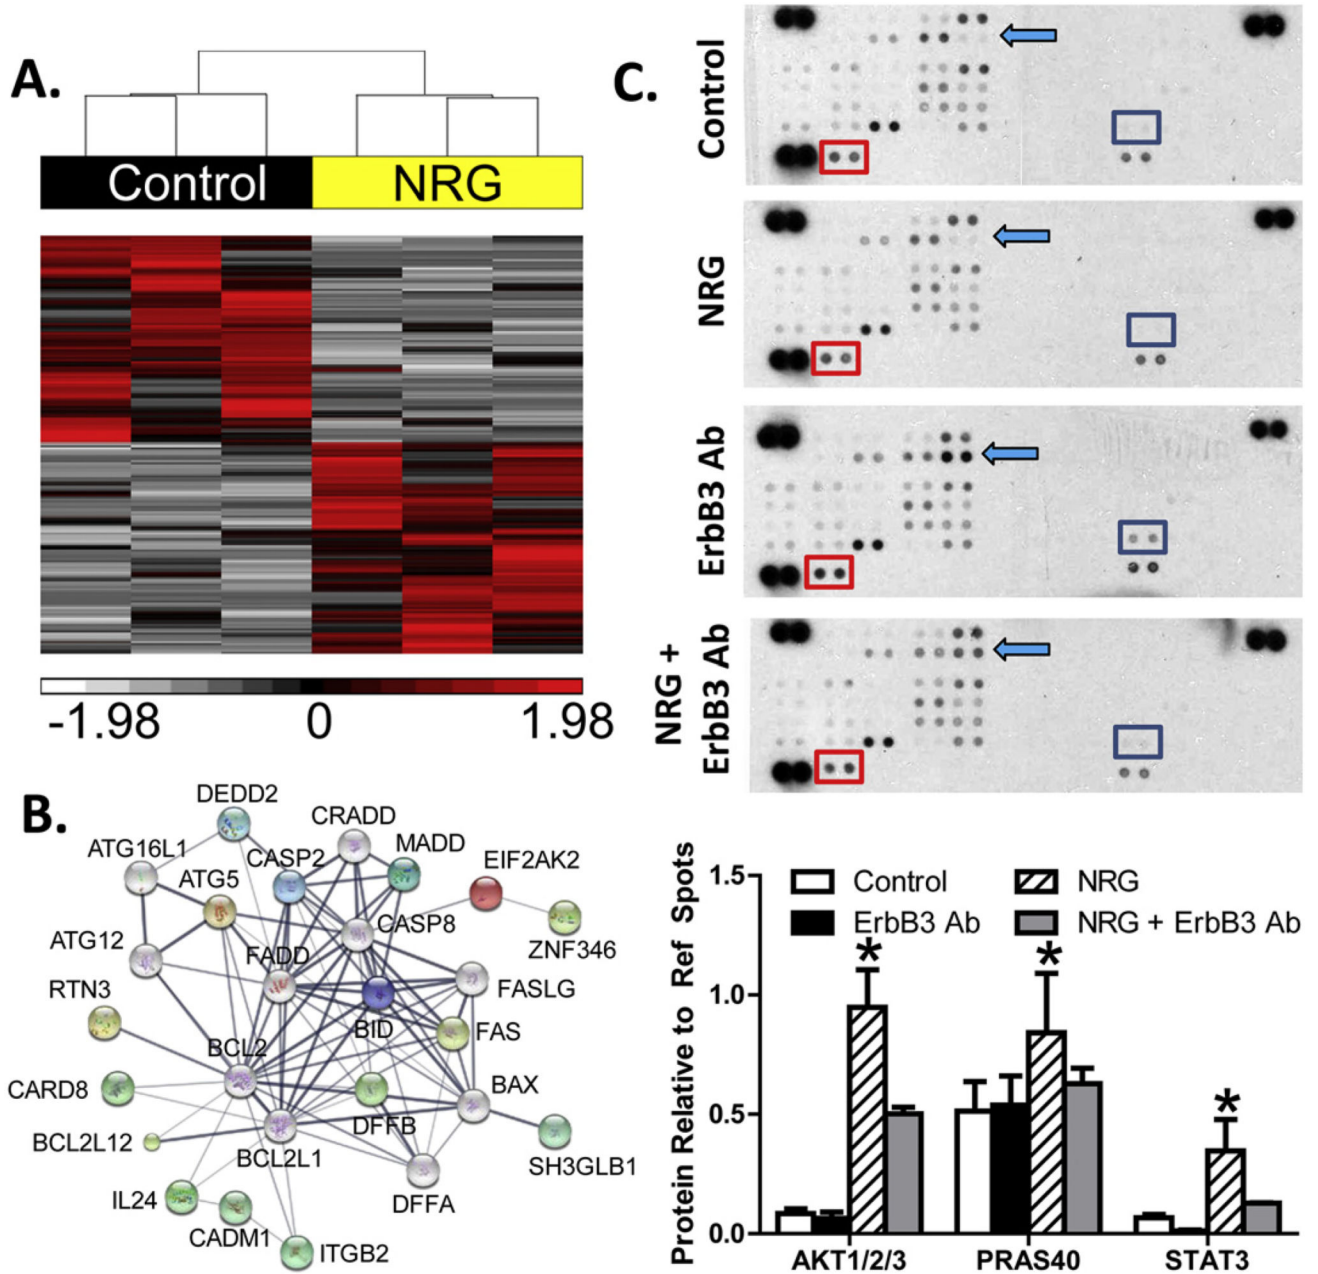 A.
Control NRG
-1.98 0 1.98
B.
DEDD2
CRADD
ATG16L1
CASP2
MADD
ATG5
EIF2AK2
CASP8
ATG12
FADD
ZNF346
RTN3
FASLG
BID
FAS
BCL2
CARD8
BAX
DFFB
BCL2L12
BCL2L1
SH3GLB1
IL24
DFFA
CADM1
ITGB2
C.
Control
NRG
ErbB3 Ab
NRG +
ErbB3 Ab
Protein Relative to Ref Spots
1.5
1.0
0.5
0.0
Control NRG
ErbB3 Ab NRG + ErbB3 Ab
* * *
AKT1/2/3 PRAS40 STAT3